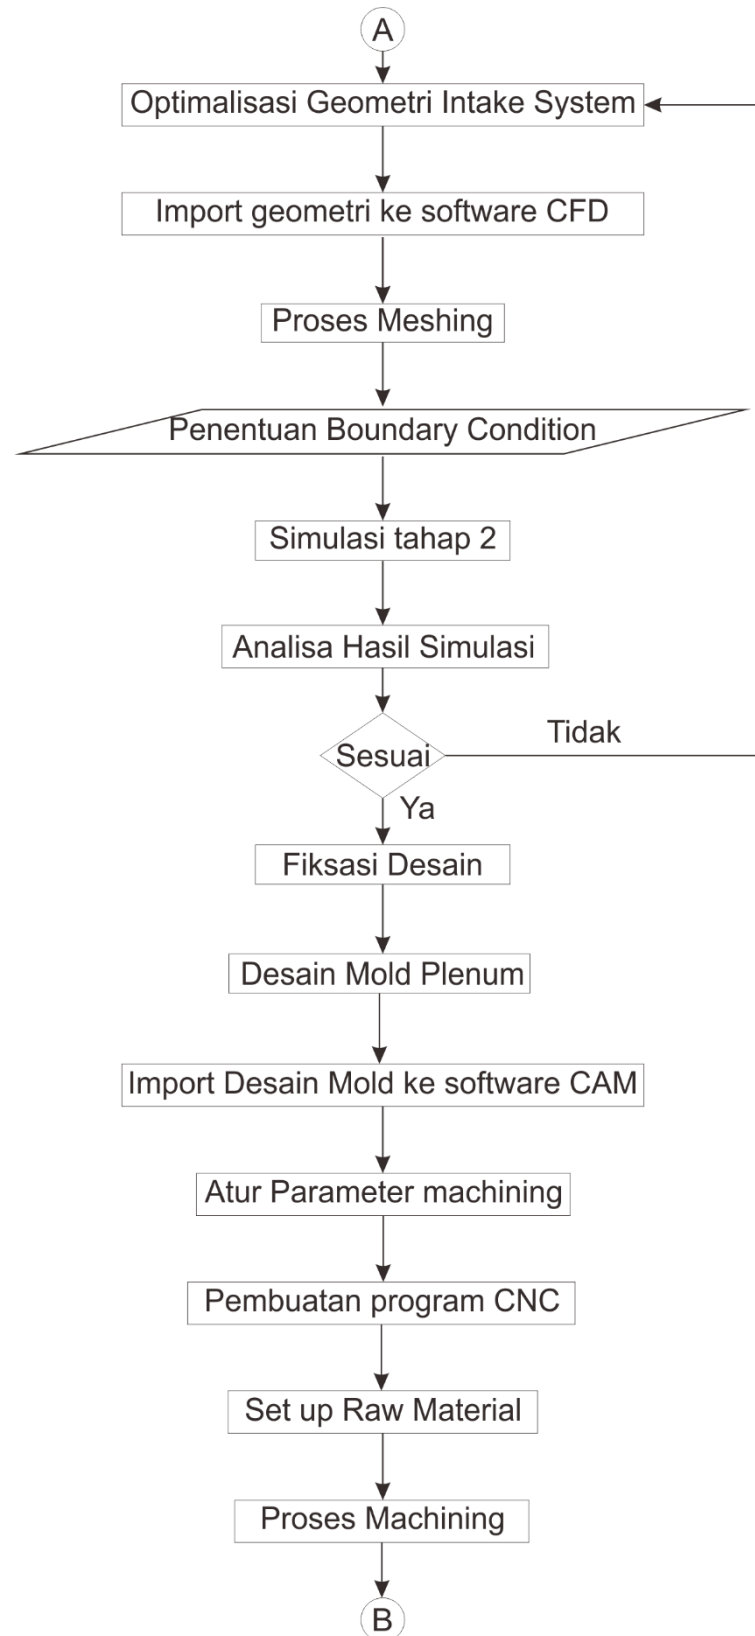 A
Optimalisasi Geometri Intake System
Import geometri ke software CFD
Proses Meshing
Penentuan Boundary Condition
Simulasi tahap 2
Analisa Hasil Simulasi
Sesuai
Tidak
Ya
Fiksasi Desain
Desain Mold Plenum
Import Desain Mold ke software CAM
Atur Parameter machining
Pembuatan program CNC
Set up Raw Material
Proses Machining
B